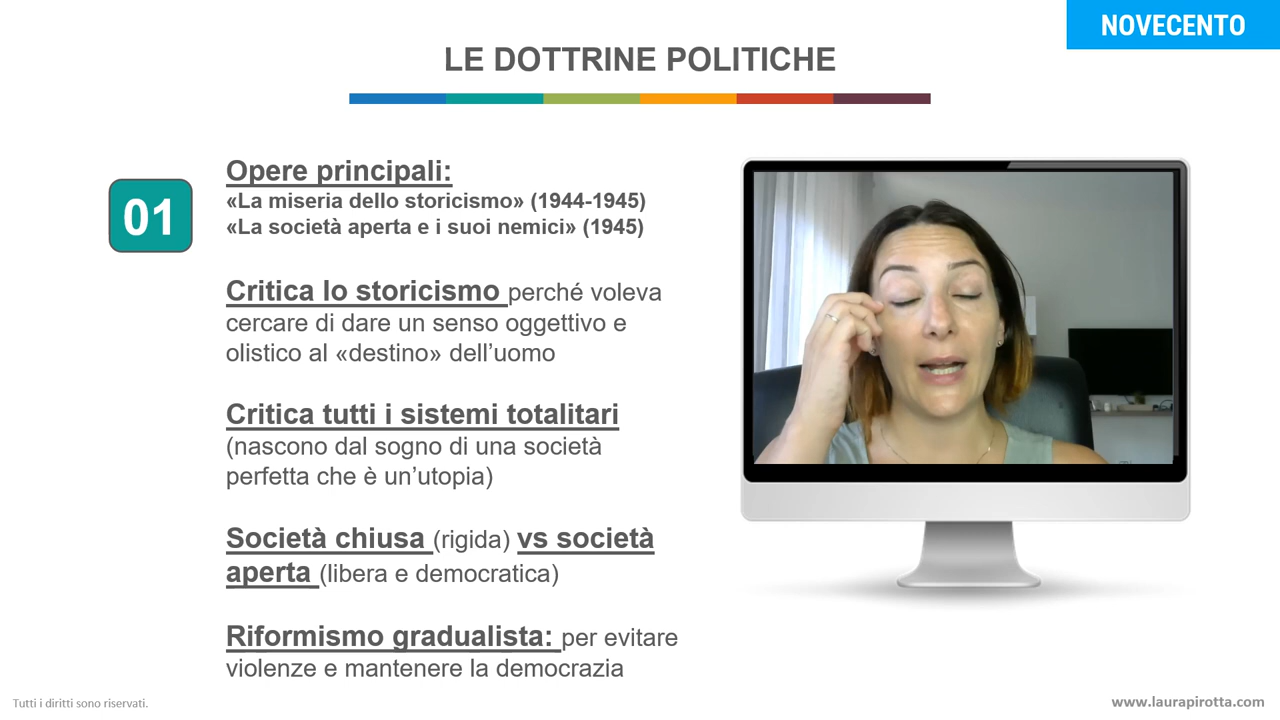 NOVECENTO
LE DOTTRINE POLITICHE
01
Opere principali:
«La miseria dello storicismo» (1944-1945)
«La società aperta e i suoi nemici» (1945)
Critica lo storicismo perché voleva
cercare di dare un senso oggettivo e
olistico al «destino» dell’uomo
Critica tutti i sistemi totalitari
(nascono dal sogno di una società
perfetta che è un’utopia)
Società chiusa (rigida) vs società
aperta (libera e democratica)
Riformismo gradualista: per evitare
violenze e mantenere la democrazia
Tutti i diritti sono riservati.
www.laurapirotta.com